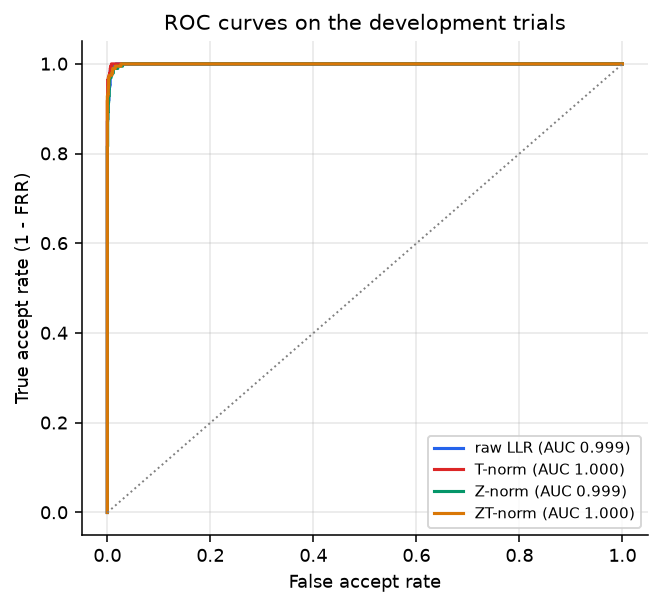 ROC curves on the development trials
True accept rate (1 - FRR)
1.0
0.8
0.6
0.4
0.2
0.0
0.0 0.2 0.4 0.6 0.8 1.0
False accept rate
raw LLR (AUC 0.999)
T-norm (AUC 1.000)
Z-norm (AUC 0.999)
ZT-norm (AUC 1.000)